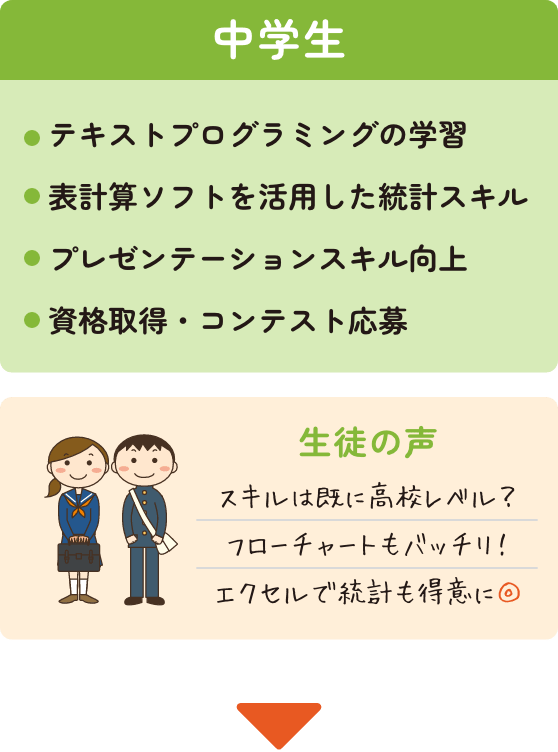 中学生
● テキストプログラミングの学習
● 表計算ソフトを活用した統計スキル
● プレゼンテーションスキル向上
● 資格取得・コンテスト応募
生徒の声
スキルは既に高校レベル？
フローチャートもバッチリ！
エクセルで統計も得意に◎